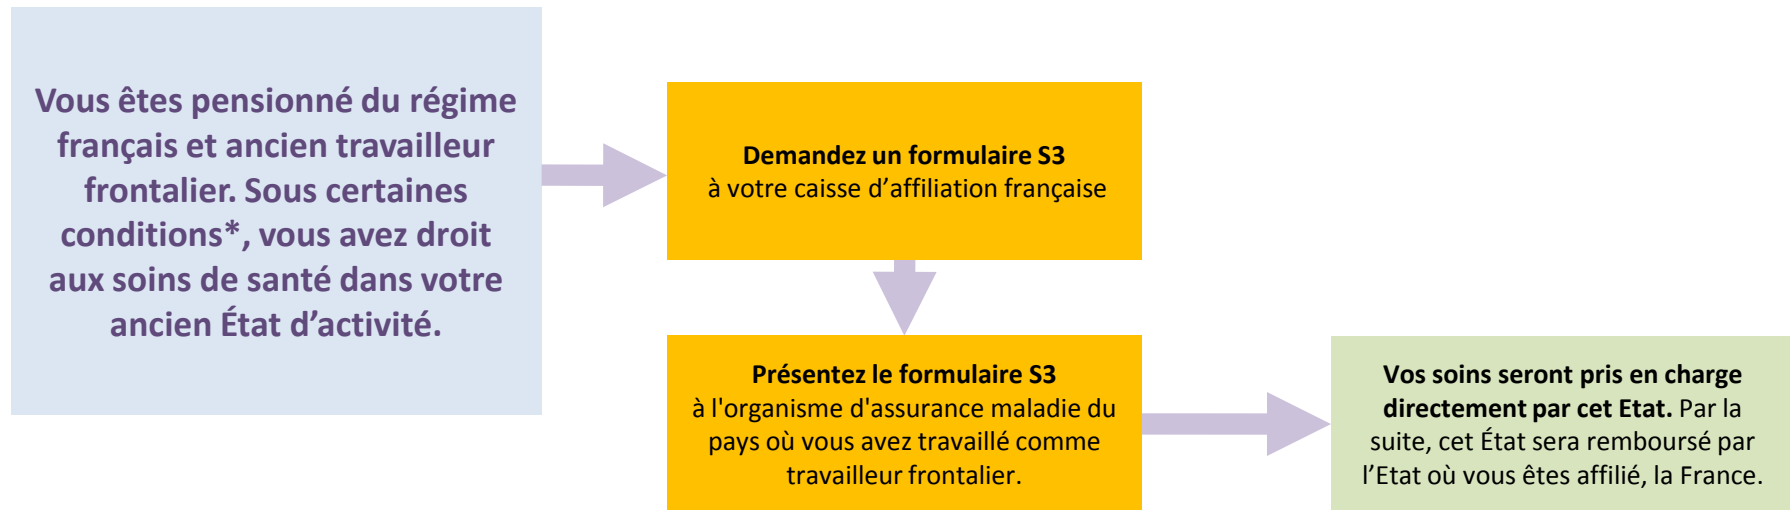 Vous êtes pensionné du régime
français et ancien travailleur
frontalier. Sous certaines
conditions*, vous avez droit
aux soins de santé dans votre
ancien État d’activité.
Demandez un formulaire S3
à votre caisse d’affiliation française
Présentez le formulaire S3
à l'organisme d'assurance maladie du
pays où vous avez travaillé comme
travailleur frontalier.
Vos soins seront pris en charge
directement par cet Etat. Par la
suite, cet État sera remboursé par
l’Etat où vous êtes affilié, la France.